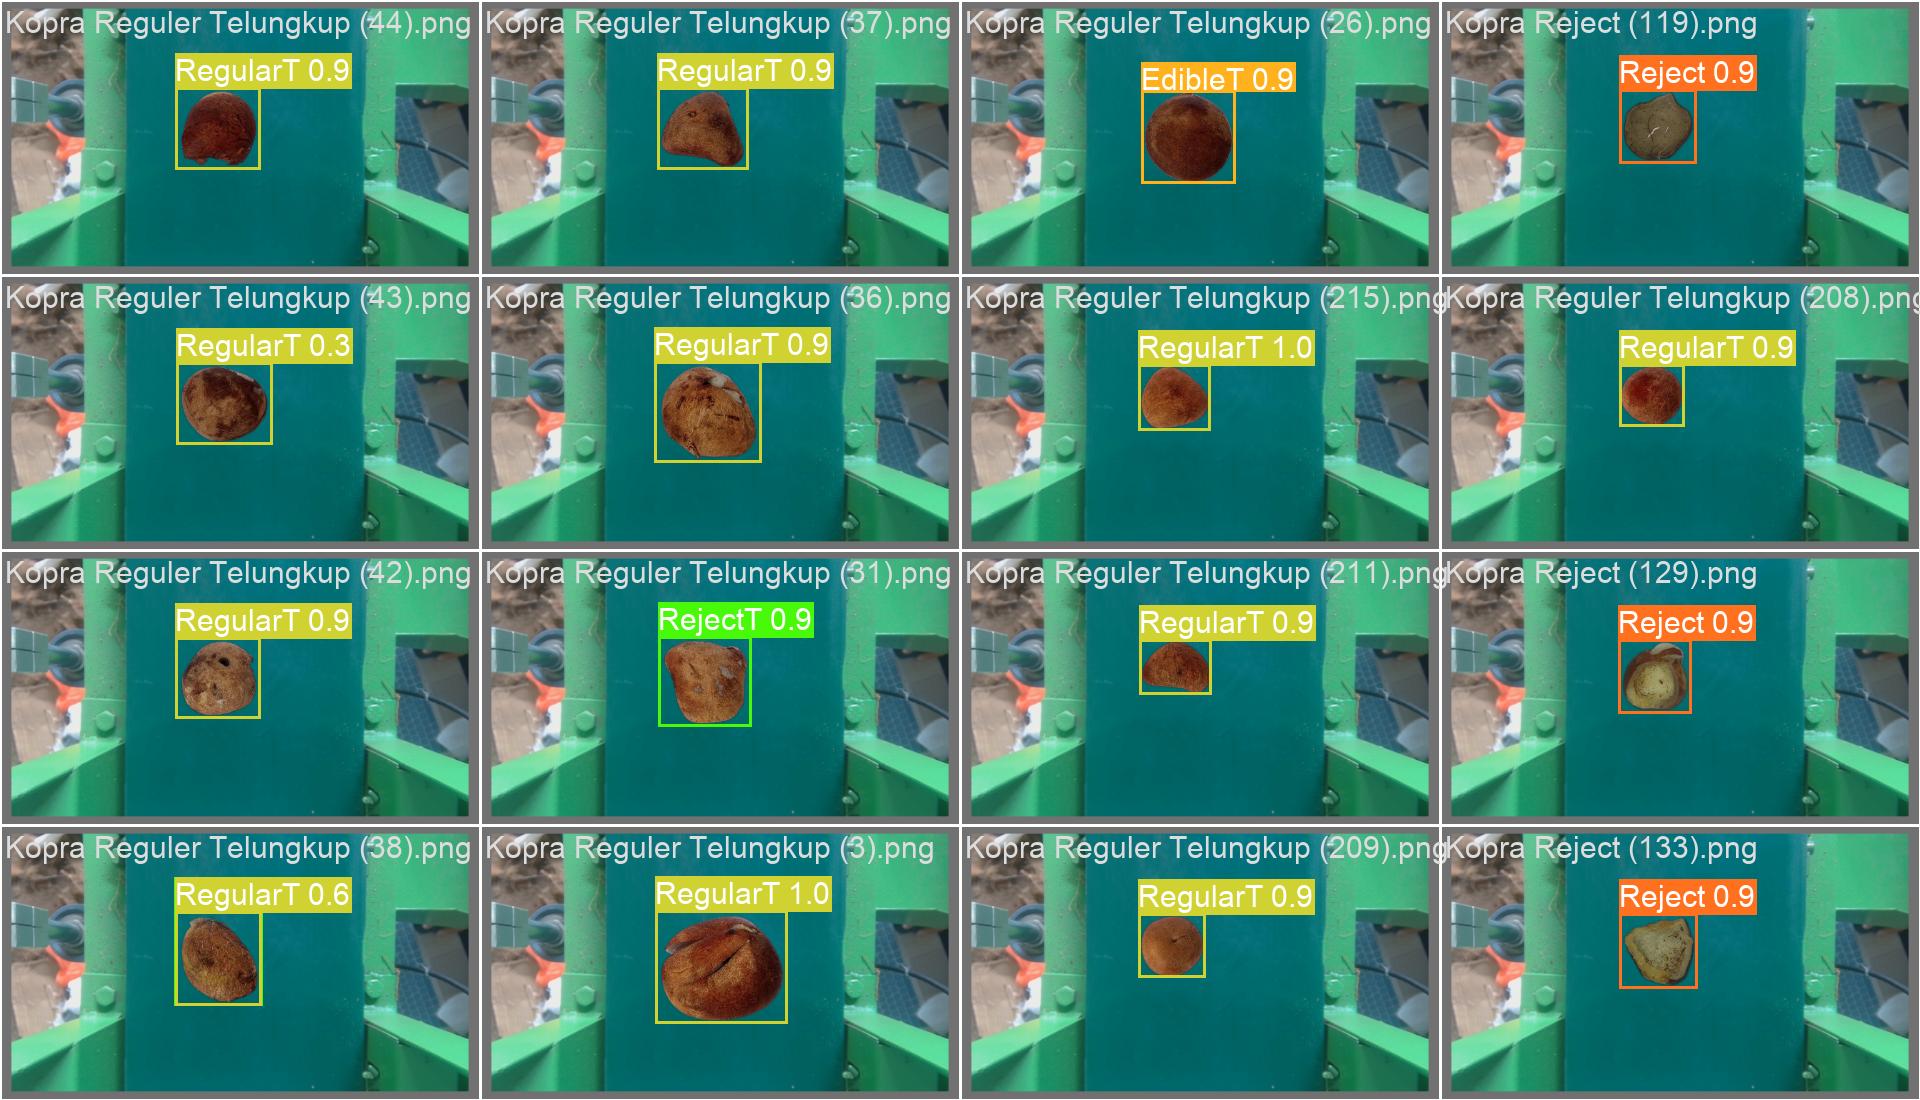 Kopra Reguler Telungkup (44).png
RegularT 0.9
Kopra Reguler Telungkup (37).png
RegularT 0.9
Kopra Reguler Telungkup (26).png
EdibleT 0.9
Kopra Reject (119).png
Reject 0.9
Kopra Reguler Telungkup (43).png
RegularT 0.3
Kopra Reguler Telungkup (36).png
RegularT 0.9
Kopra Reguler Telungkup (215).png
RegularT 1.0
Kopra Reguler Telungkup (208).png
RegularT 0.9
Kopra Reguler Telungkup (42).png
RegularT 0.9
Kopra Reguler Telungkup (31).png
RejectT 0.9
Kopra Reguler Telungkup (211).png
RegularT 0.9
Kopra Reject (129).png
Reject 0.9
Kopra Reguler Telungkup (38).png
RegularT 0.6
Kopra Reguler Telungkup (3).png
RegularT 1.0
Kopra Reguler Telungkup (209).png
RegularT 0.9
Kopra Reject (133).png
Reject 0.9